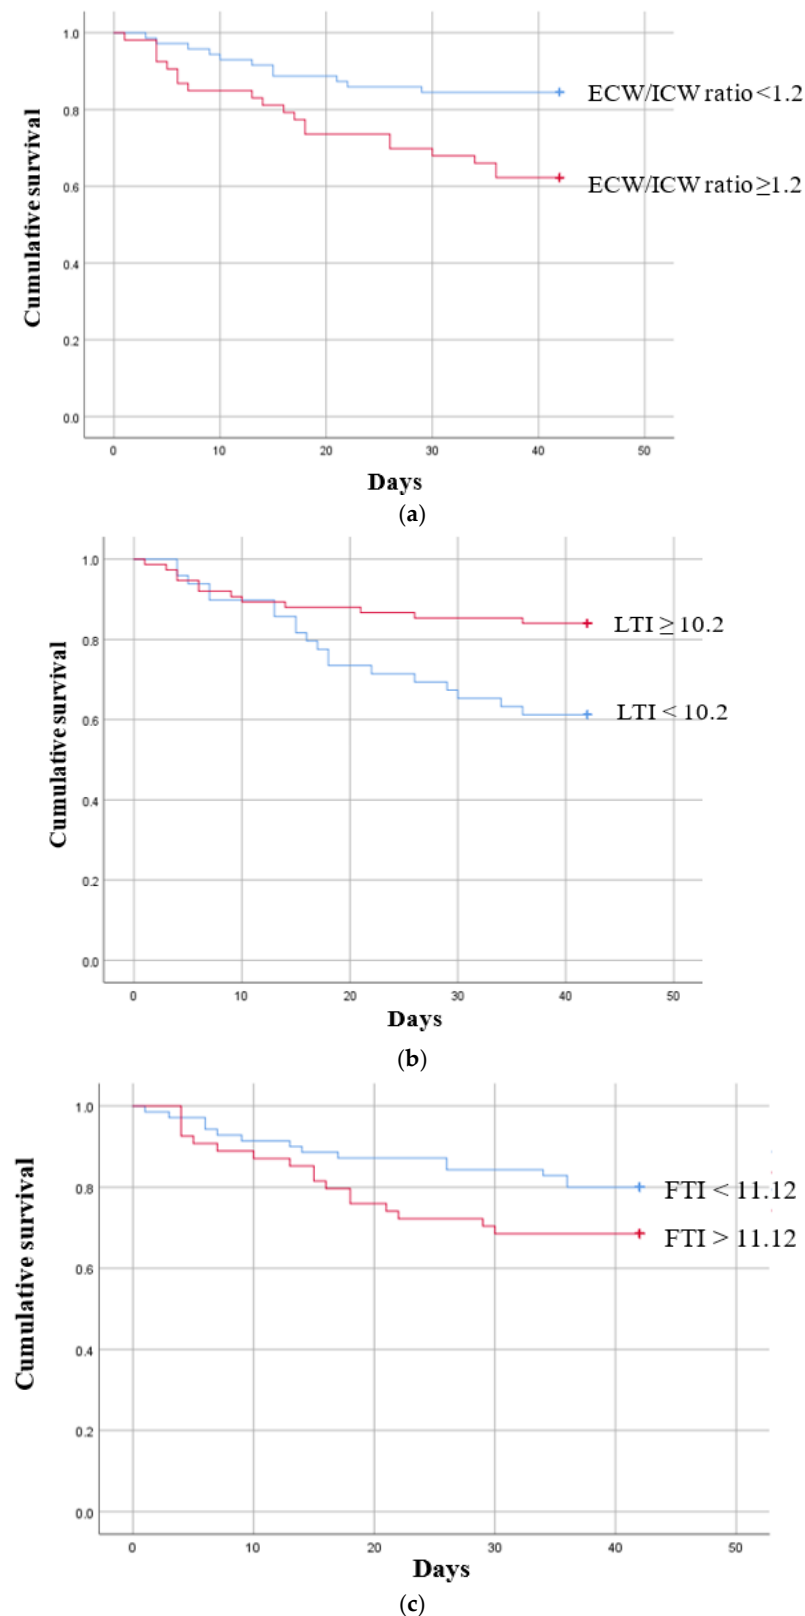 1.0
ECW/ICW ratio <1.2
0.8
ECW/ICW ratio ≥1.2
0.6
0.4
0.2
0.0
Cumulative survival
0 10 20 30 40 50
Days
(a)
1.0
0.8
LTI ≥ 10.2
LTI < 10.2
0.6
0.4
0.2
0.0
Cumulative survival
0 10 20 30 40 50
Days
(b)
1.0
0.8
FTI < 11.12
FTI > 11.12
0.6
0.4
0.2
0.0
Cumulative survival
0 10 20 30 40 50
Days
(c)